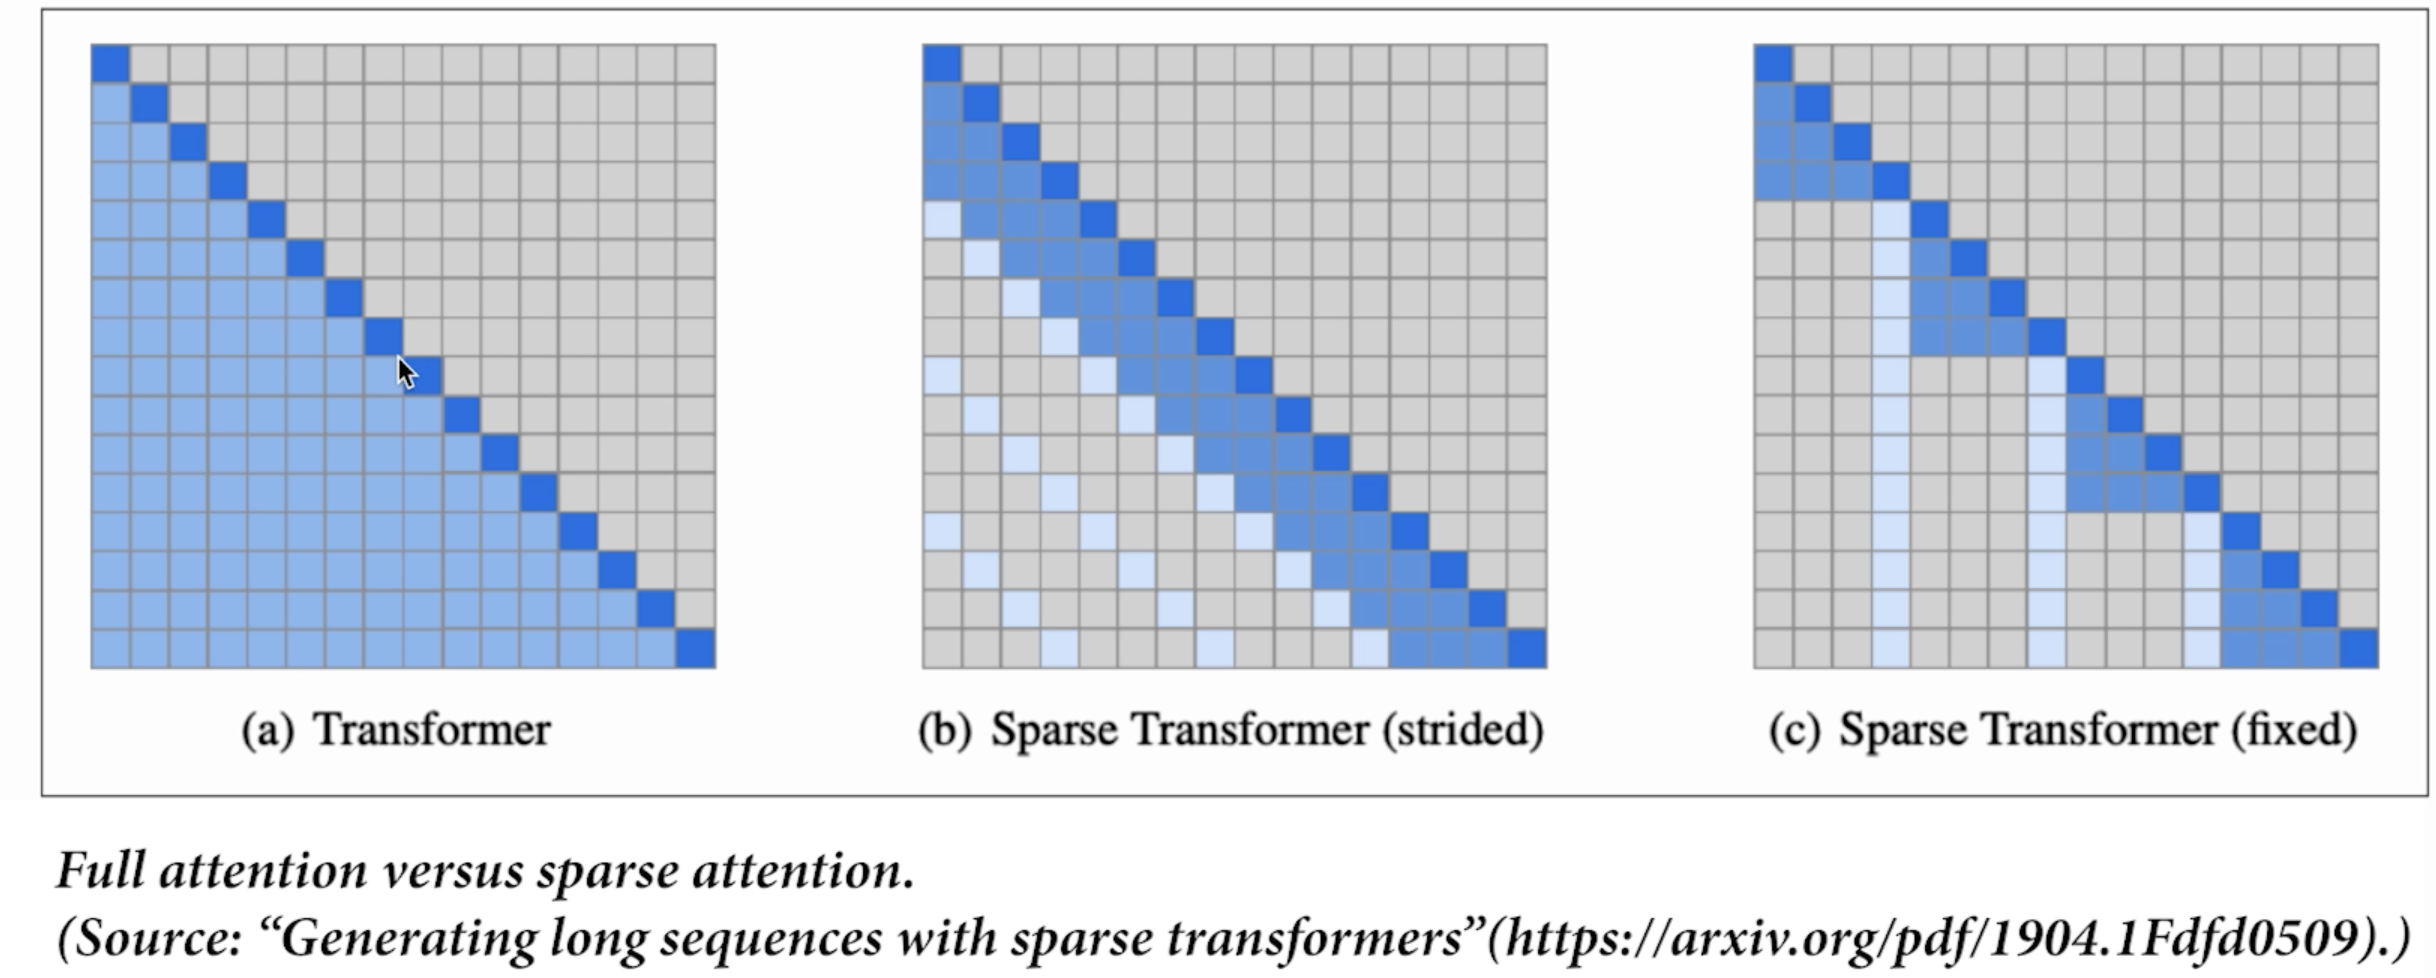 (a) Transformer
(b) Sparse Transformer (strided)
(c) Sparse Transformer (fixed)
Full attention versus sparse attention.
(Source: “Generating long sequences with sparse transformers”(https://arxiv.org/pdf/1904.1Fdfd0509).)